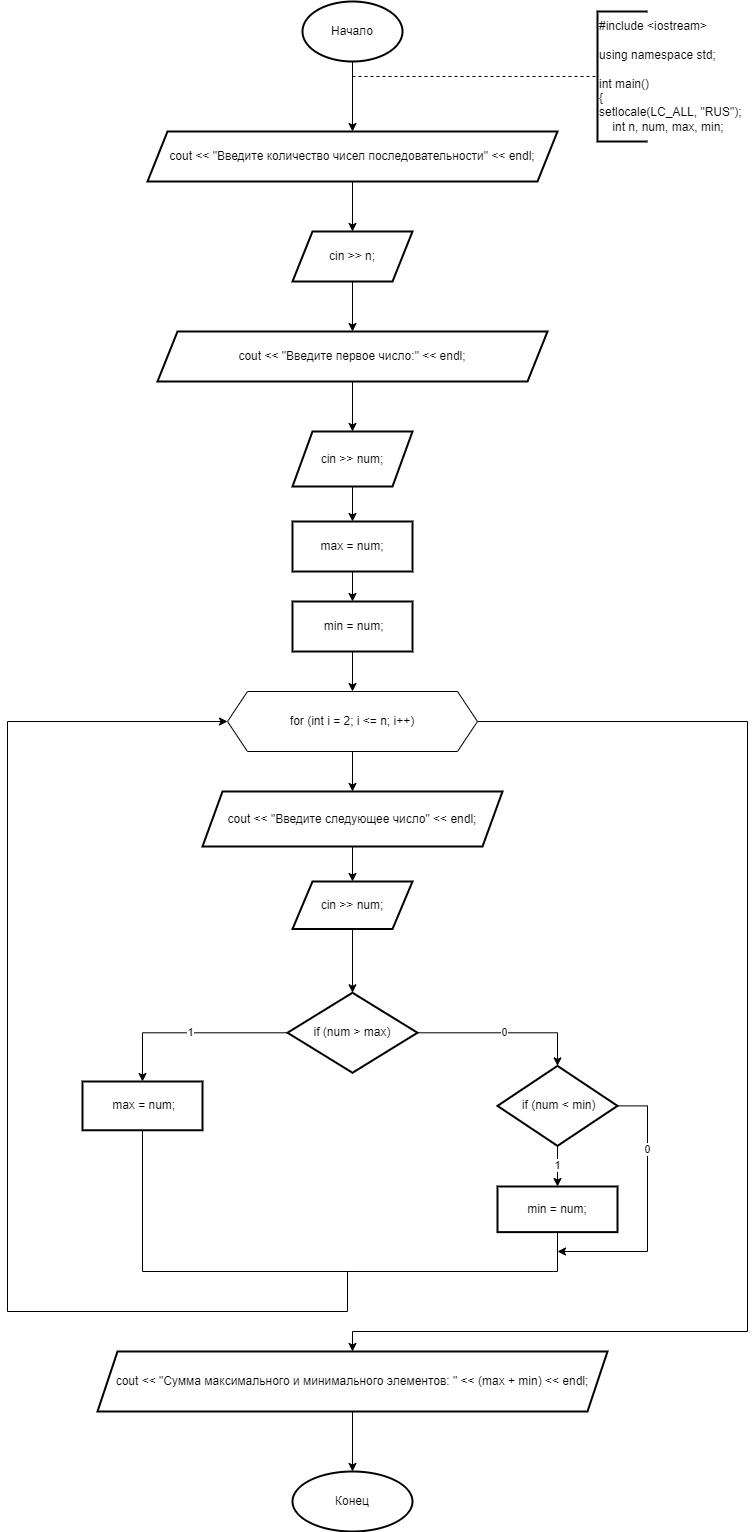 Начало
#include <iostream>
using namespace std;
int main()
{
setlocale(LC_ALL, "RUS");
int n, num, max, min;
cout << "Введите количество чисел последовательности" << endl;
cin >> n;
cout << "Введите первое число:" << endl;
cin >> num;
max = num;
min = num;
for (int i = 2; i <= n; i++)
cout << "Введите следующее число" << endl;
cin >> num;
if (num > max)
1
0
max = num;
if (num < min)
0
1
min = num;
cout << "Сумма максимального и минимального элементов: " << (max + min) << endl;
Конец